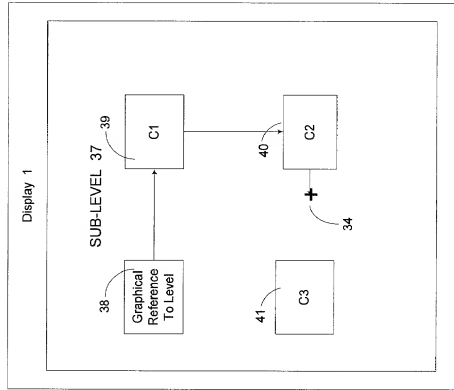 Display 1
SUB-LEVEL 37
38
Graphical
Reference
To Level
39
C1
40
C2
34
41
C3